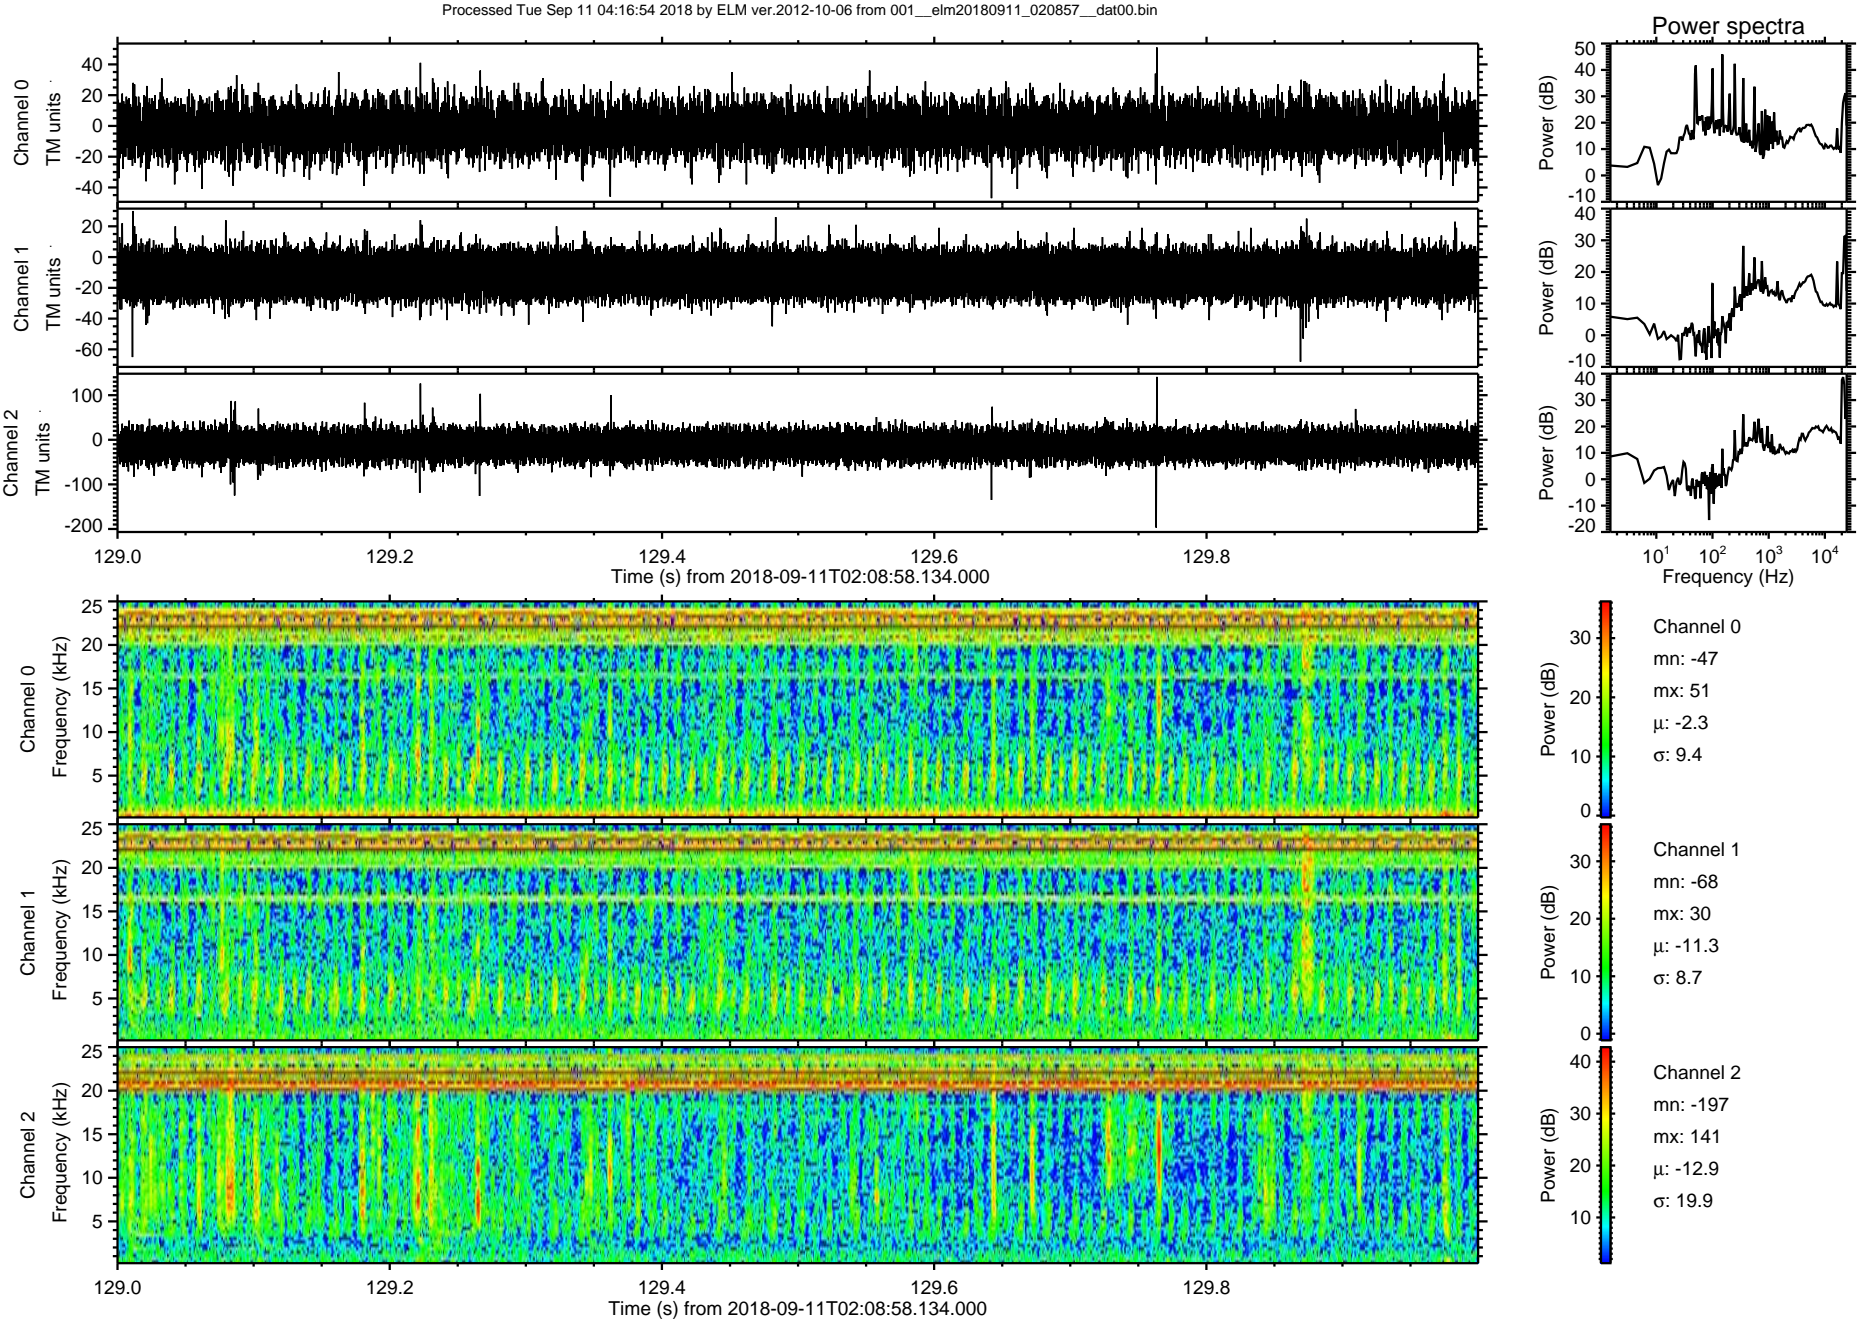 Processed Tue Sep 11 04:16:54 2018 by ELM ver.2012-10-06 from 001__elm20180911_020857__dat00.bin
Power spectra
Channel 0
TM units
40
20
0
-20
-40
Power (dB)
50
40
30
20
10
0
-10
Channel 1
TM units
20
0
-20
-40
-60
Power (dB)
40
30
20
10
0
-10
Channel 2
TM units
100
0
-100
-200
Power (dB)
40
30
20
10
0
-10
-20
129.0 129.2 129.4 129.6 129.8
Time (s) from 2018-09-11T02:08:58.134.000
10¹ 10² 10³ 10⁴
Frequency (Hz)
Channel 0
Frequency (kHz)
25
20
15
10
5
Power (dB)
30
20
10
0
Channel 0
mn: -47
mx: 51
μ: -2.3
σ: 9.4
Channel 1
Frequency (kHz)
25
20
15
10
5
Power (dB)
30
20
10
0
Channel 1
mn: -68
mx: 30
μ: -11.3
σ: 8.7
Channel 2
Frequency (kHz)
25
20
15
10
5
Power (dB)
40
30
20
10
Channel 2
mn: -197
mx: 141
μ: -12.9
σ: 19.9
129.0 129.2 129.4 129.6 129.8
Time (s) from 2018-09-11T02:08:58.134.000